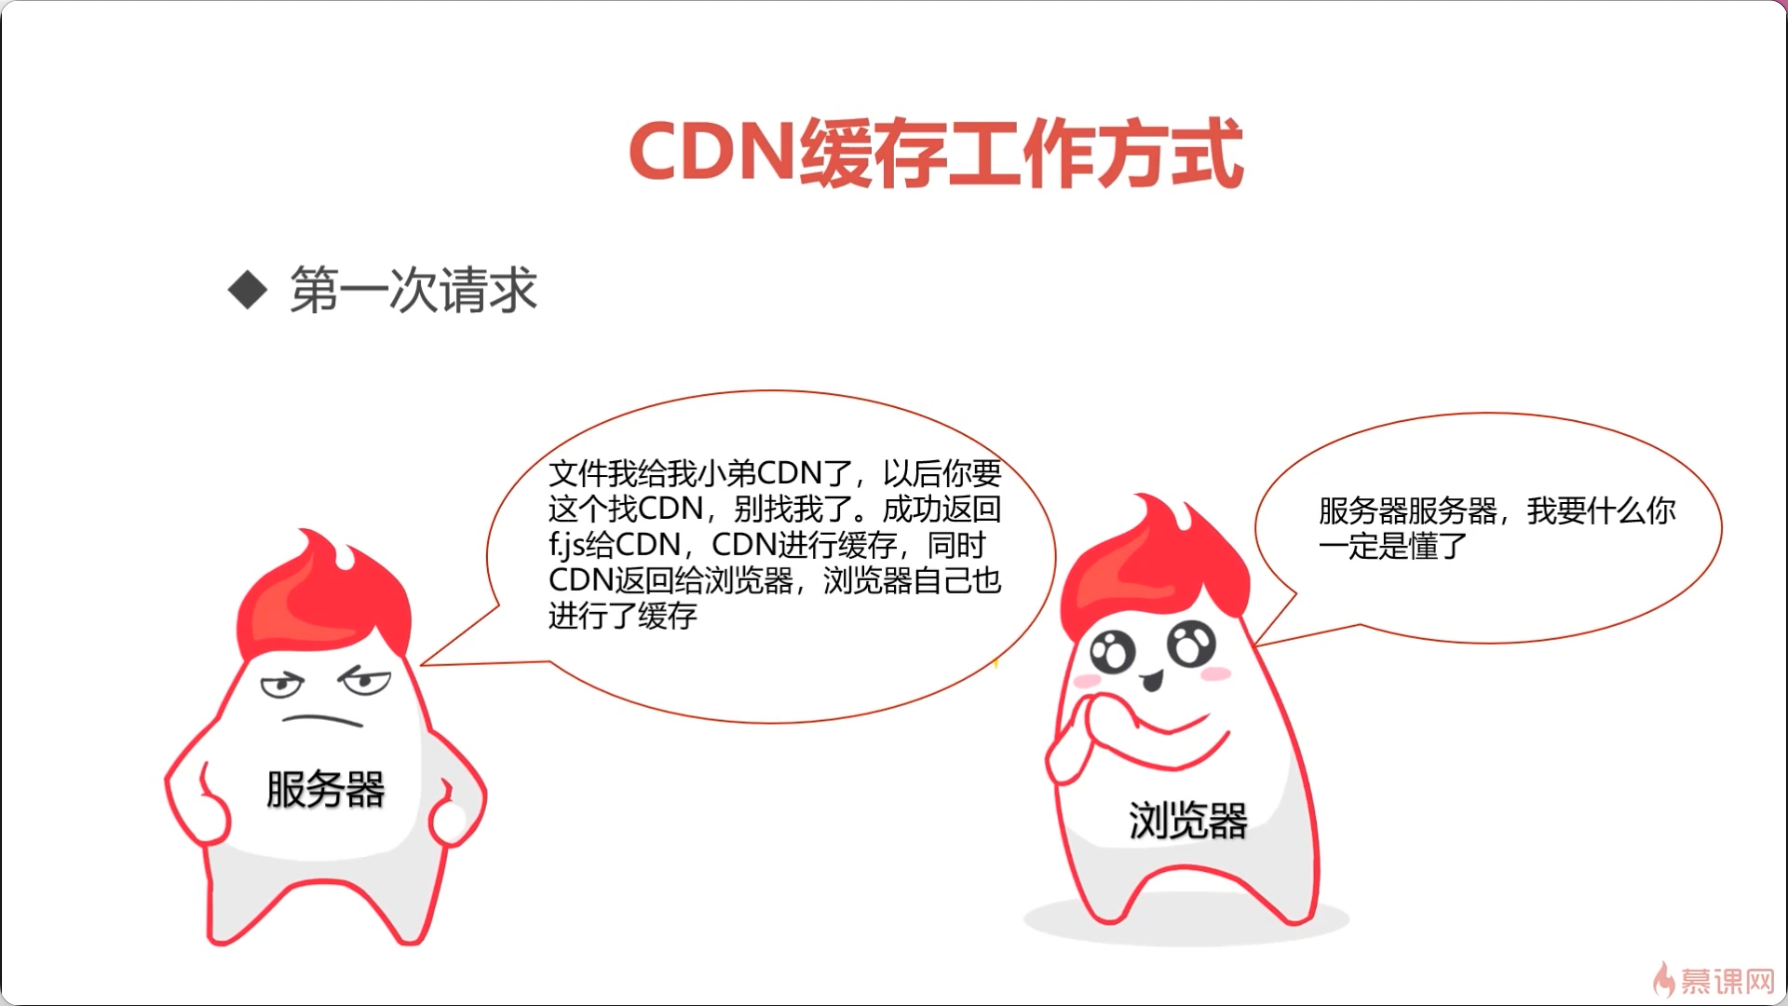 CDN缓存工作方式
◆ 第一次请求
文件我给我小弟CDN了，以后你要
这个找CDN，别找我了。成功返回
f.js给CDN，CDN进行缓存，同时
CDN返回给浏览器，浏览器自己也
进行了缓存
服务器服务器，我要什么你
一定是懂了
服务器
浏览器
慕课网